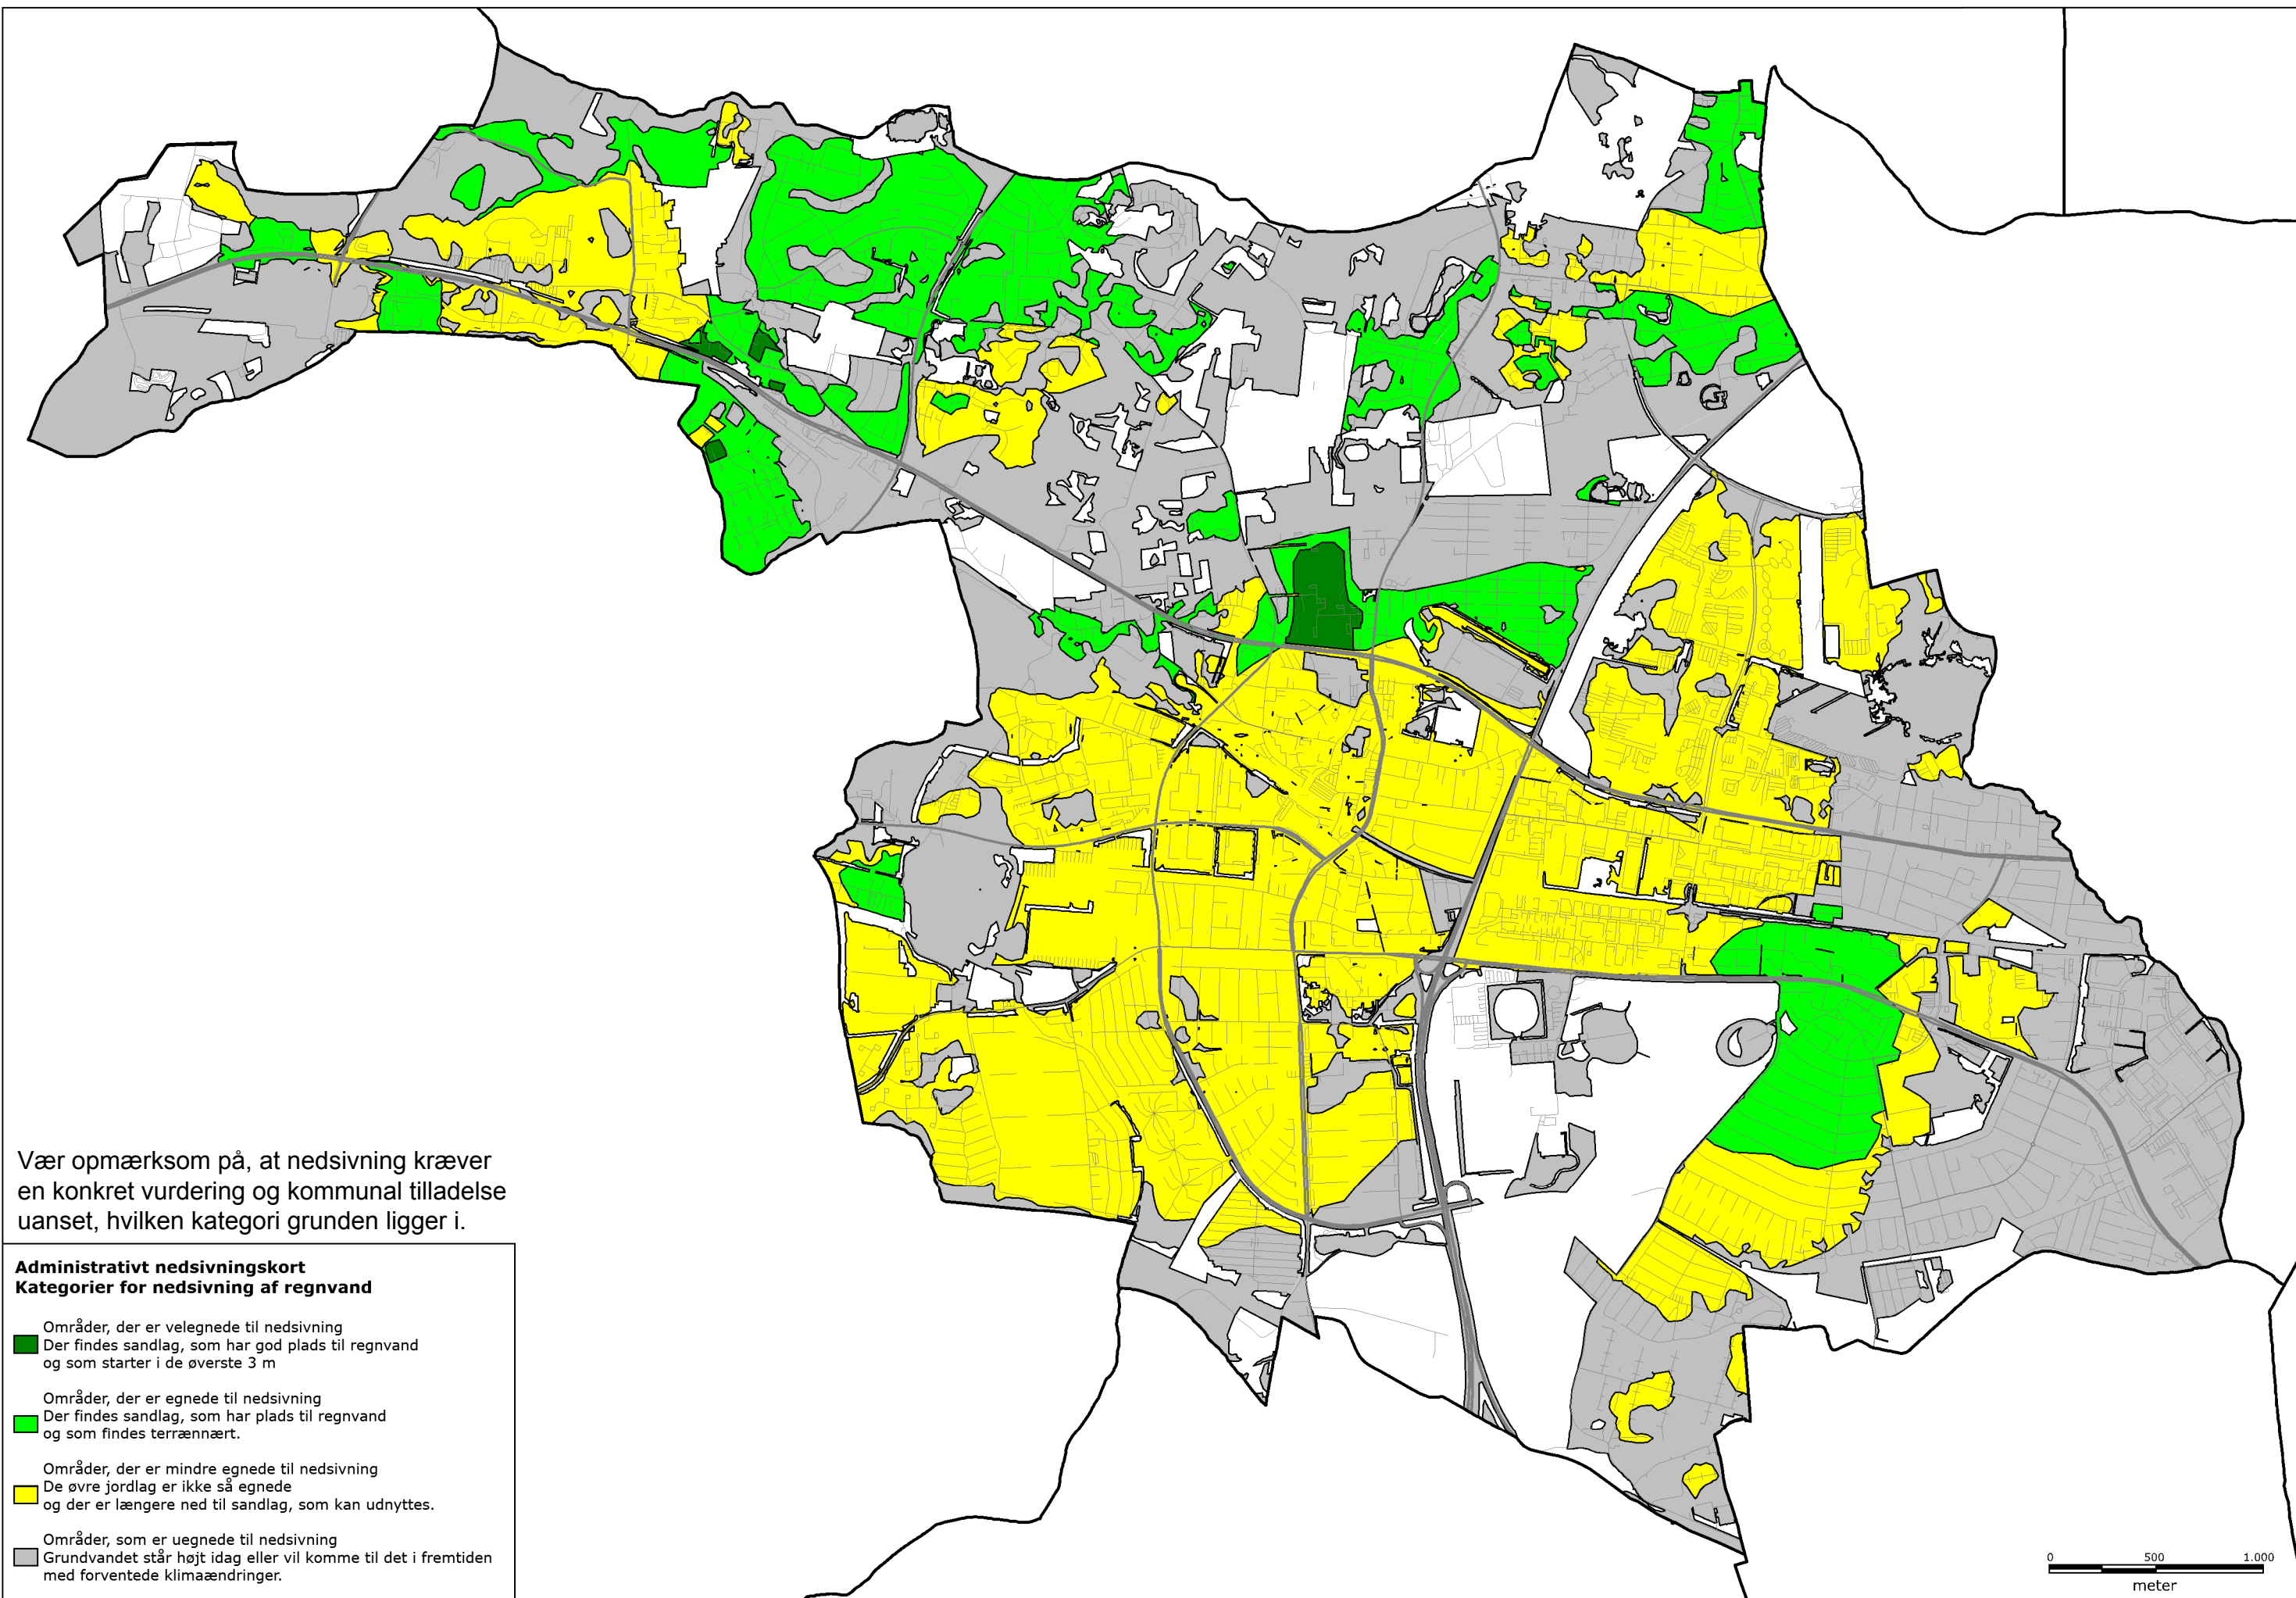 Vær opmærksom på, at nedsivning kræver
en konkret vurdering og kommunal tilladelse
uanset, hvilken kategori grunden ligger i.
Administrativt nedsivningskort
Kategorier for nedsivning af regnvand
Områder, der er velegnede til nedsivning
Der findes sandlag, som har god plads til regnvand
og som starter i de øverste 3 m
Områder, der er egnede til nedsivning
Der findes sandlag, som har plads til regnvand
og som findes terrænnært.
Områder, der er mindre egnede til nedsivning
De øvre jordlag er ikke så egnede
og der er længere ned til sandlag, som kan udnyttes.
Områder, som er uegnede til nedsivning
Grundvandet står højt idag eller vil komme til det i fremtiden
med forventede klimaændringer.
0 500 1.000
meter